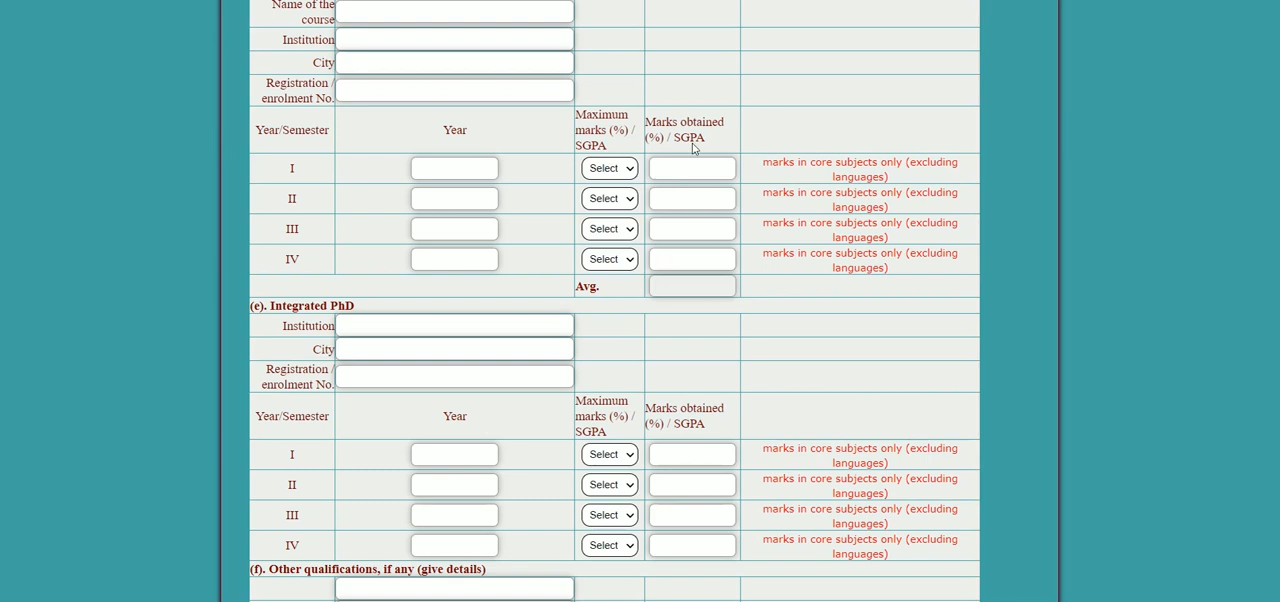 Name of the
course
Institution
City
Registration /
enrolment No.
Year/Semester Year Maximum marks (%) / SGPA Marks obtained (%) / SGPA
I Select marks in core subjects only (excluding
languages)
II Select marks in core subjects only (excluding
languages)
III Select marks in core subjects only (excluding
languages)
IV Select marks in core subjects only (excluding
languages)
Avg.
(e). Integrated PhD
Institution
City
Registration /
enrolment No.
Year/Semester Year Maximum marks (%) / SGPA Marks obtained (%) / SGPA
I Select marks in core subjects only (excluding
languages)
II Select marks in core subjects only (excluding
languages)
III Select marks in core subjects only (excluding
languages)
IV Select marks in core subjects only (excluding
languages)
(f). Other qualifications, if any (give details)